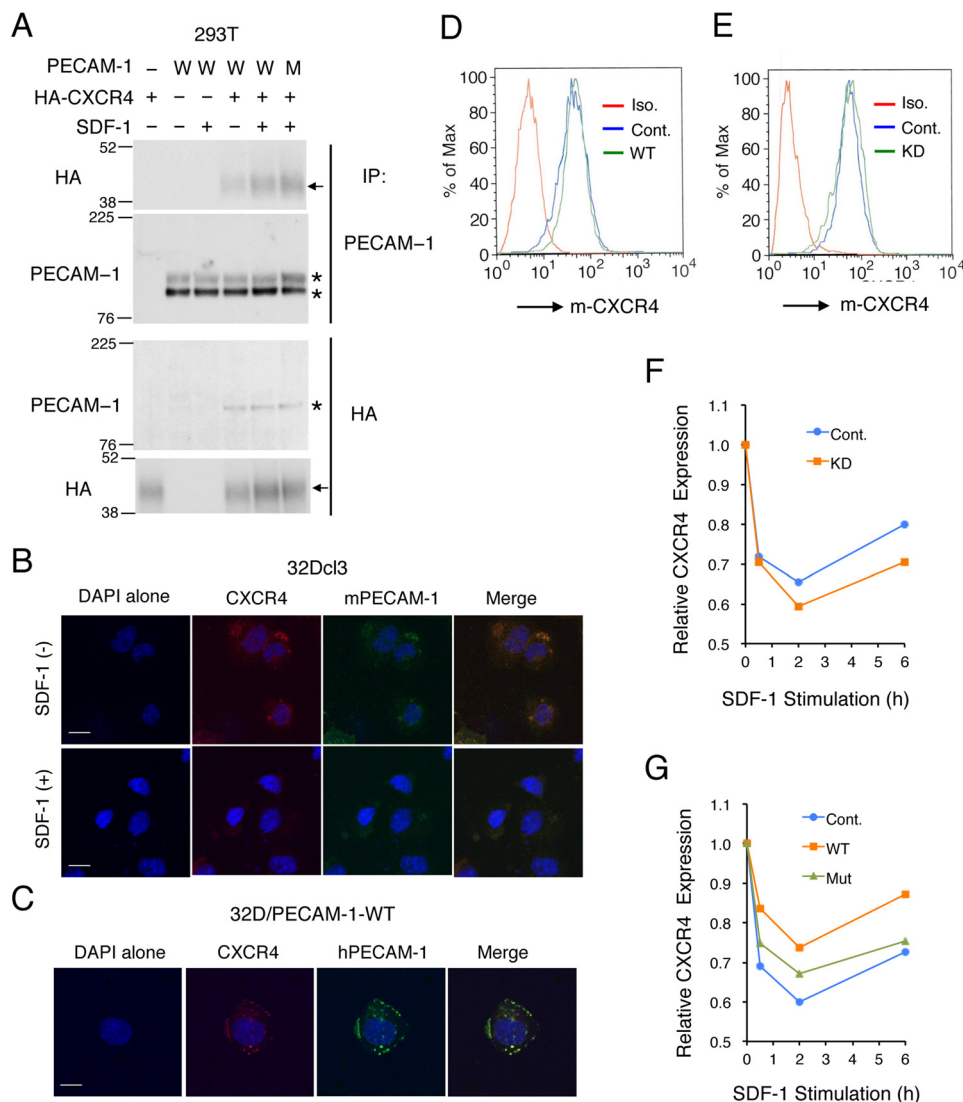 A
293T
PECAM-1 – W W W W M
HA-CXCR4 + – – + + +
SDF-1 – – + – + +
52
HA
38
IP:
225
PECAM–1
*
*
76
PECAM–1
225
PECAM–1
*
76
HA
52
HA
38
B
32Dcl3
DAPI alone CXCR4 mPECAM-1 Merge
SDF-1 (-)
SDF-1 (+)
C
32D/PECAM-1-WT
DAPI alone CXCR4 hPECAM-1 Merge
D
% of Max
100
80
60
40
20
0
Iso.
Cont.
WT
10^0 10^1 10^2 10^3 10^4
m-CXCR4
E
% of Max
100
80
60
40
20
0
Iso.
Cont.
KD
10^0 10^1 10^2 10^3 10^4
m-CXCR4
F
Relative CXCR4 Expression
1.1
1.0
0.9
0.8
0.7
0.6
0.5
Cont.
KD
0 1 2 3 4 5 6
SDF-1 Stimulation (h)
G
Relative CXCR4 Expression
1.1
1.0
0.9
0.8
0.7
0.6
0.5
Cont.
WT
Mut
0 1 2 3 4 5 6
SDF-1 Stimulation (h)